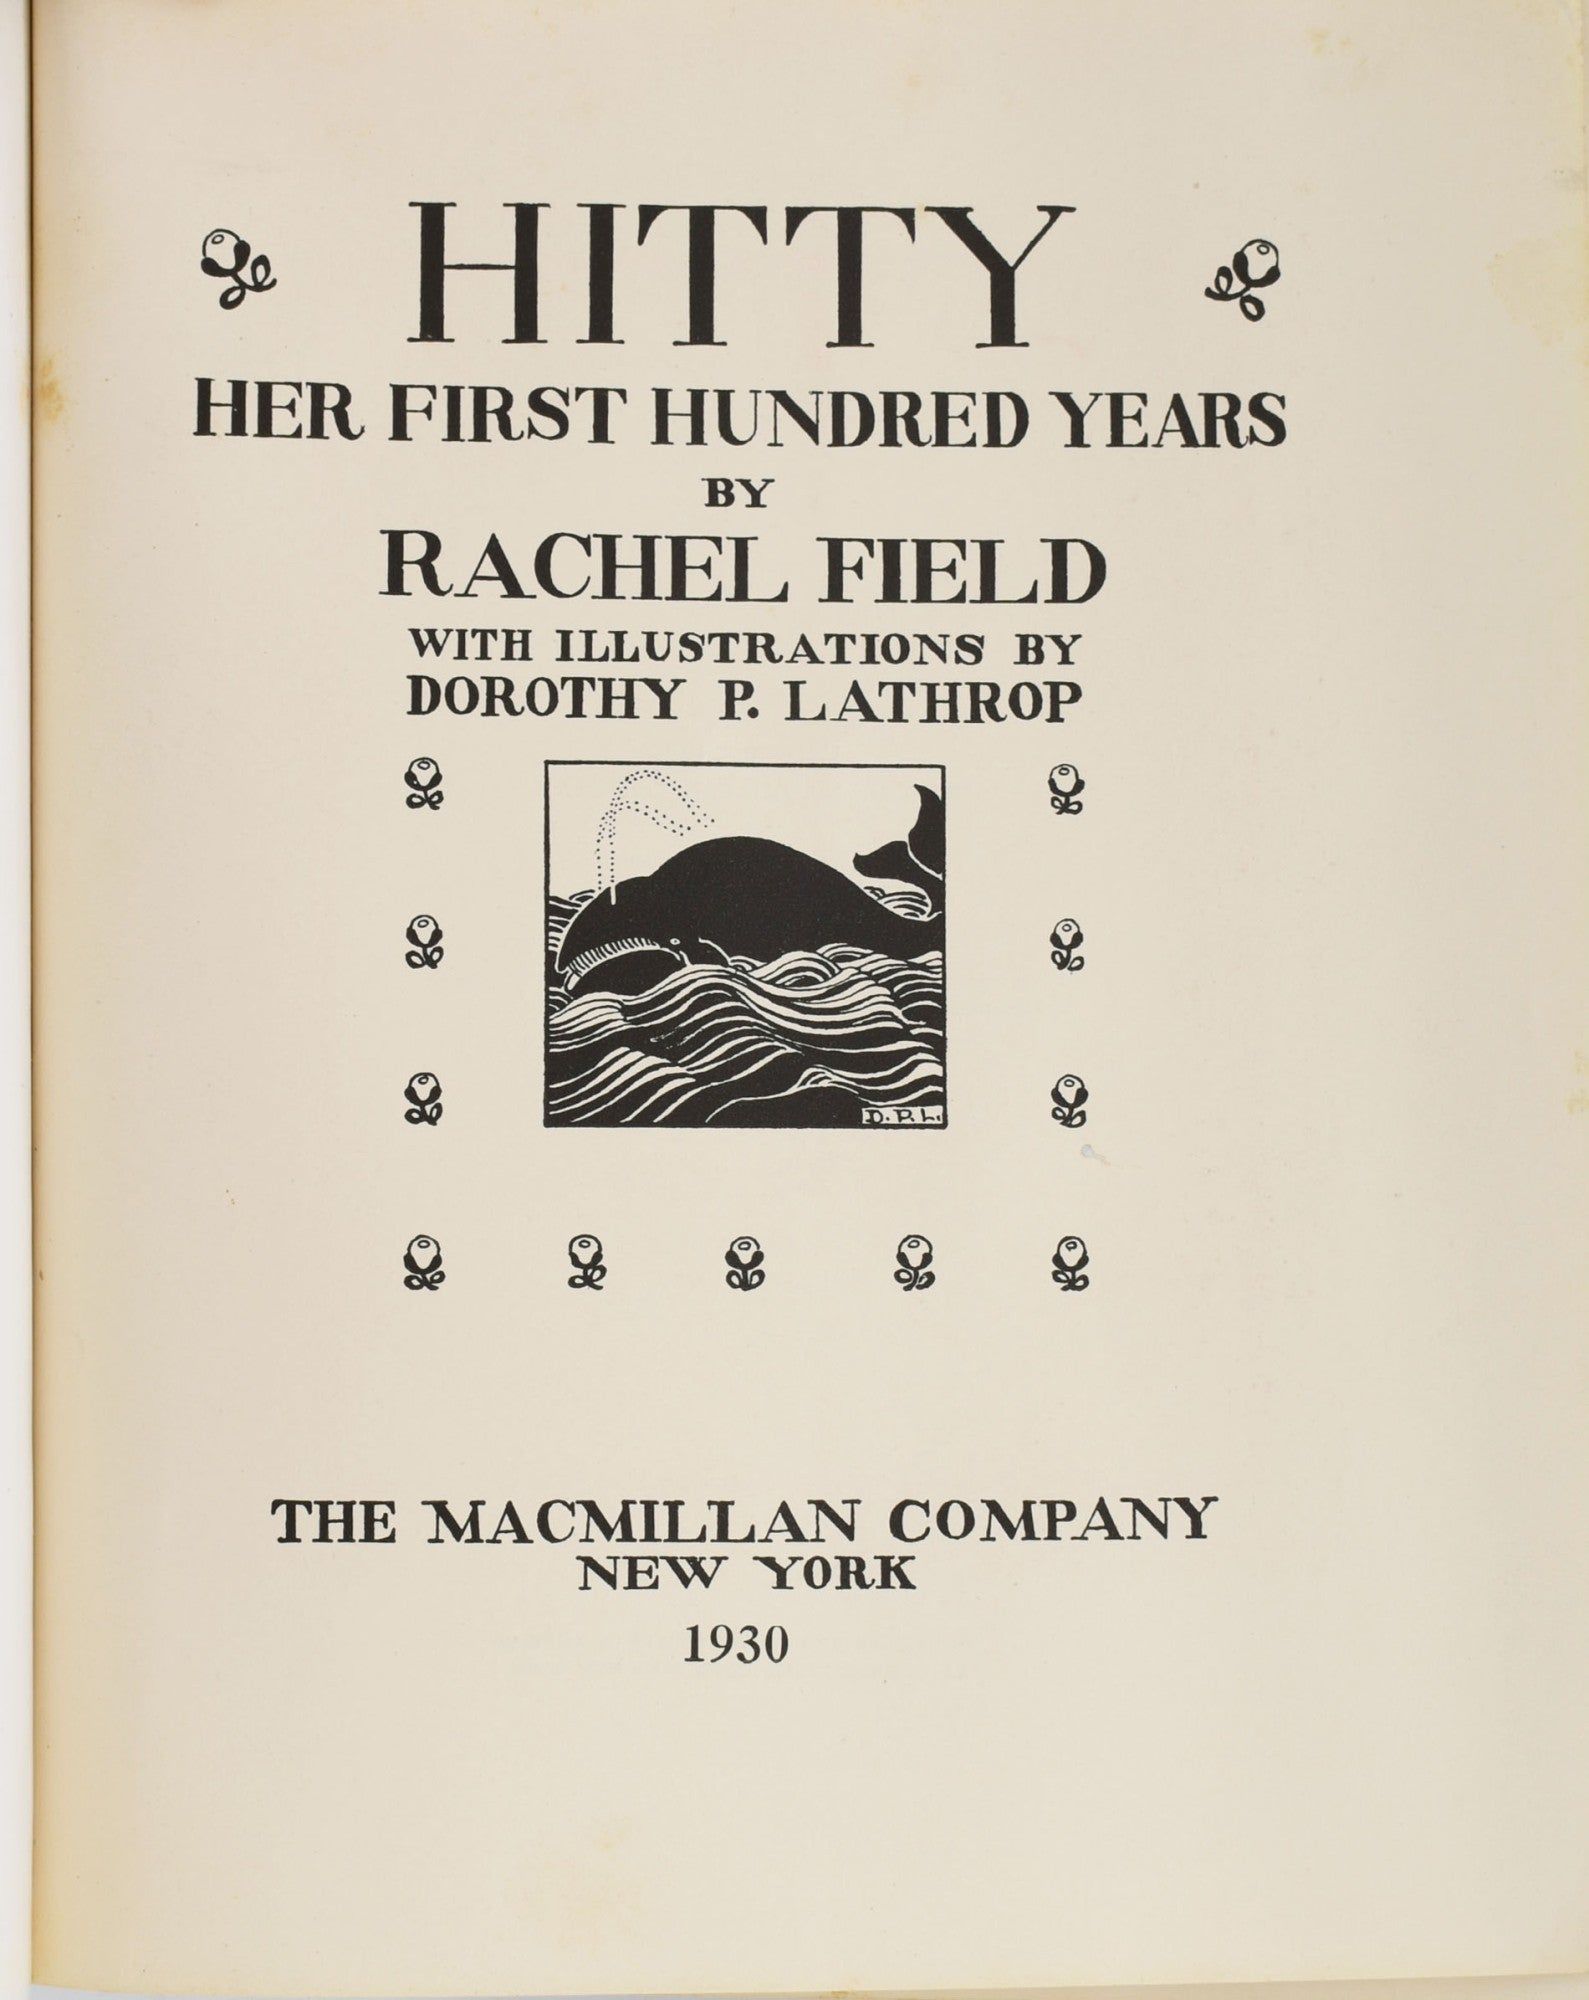 HITTY
HER FIRST HUNDRED YEARS
BY
RACHEL FIELD
WITH ILLUSTRATIONS BY
DOROTHY P. LATHROP
D. P. L.
THE MACMILLAN COMPANY
NEW YORK
1930